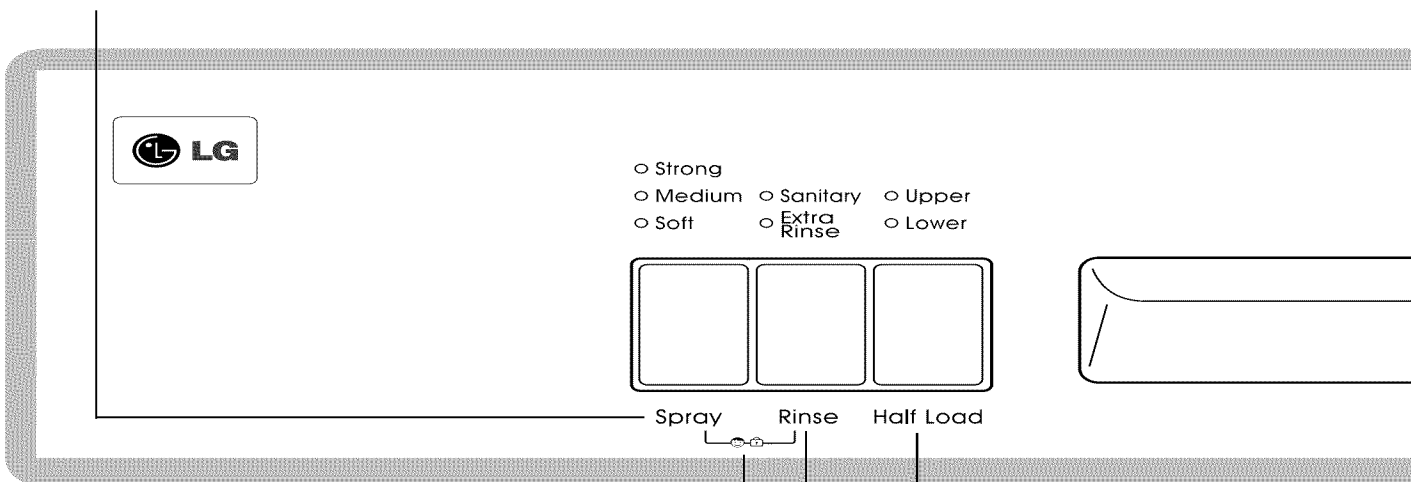 LG
Strong
Medium Sanitary Upper
Soft Extra Rinse Lower
Spray Rinse Half Load